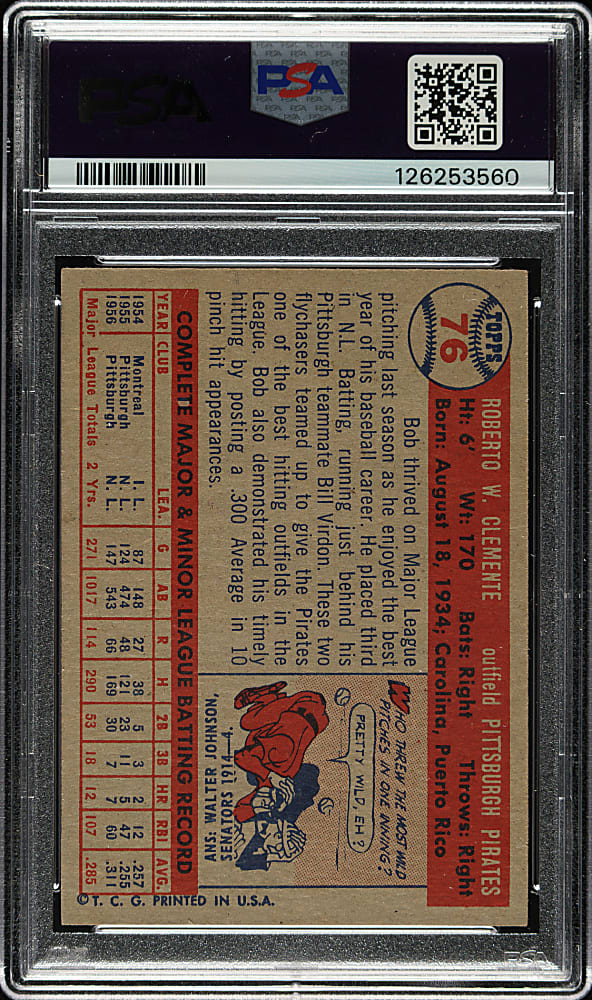 PSA
PSA
126253560
TOPPS
76
ROBERTO W. CLEMENTE outfield PITTSBURGH PIRATES
Ht: 6' Wt: 170 Bats: Right Throws: Right
Born: August 18, 1934; Carolina, Puerto Rico
Bob thrived on Major League
pitching last season as he enjoyed the best
year of his baseball career. He placed third
in N.L. Batting, running just behind his
Pittsburgh teammate Bill Virdon. These two
flychasers teamed up to give the Pirates
one of the best hitting outfields in the
League. Bob also demonstrated his timely
hitting by posting a .300 Average in 10
pinch hit appearances.
WHO THREW THE MOST WILD
PITCHES IN ONE INNING?
PRETTY WILD, EH?
ANS: WALTER JOHNSON,
SENATORS 1914—4.
COMPLETE MAJOR & MINOR LEAGUE BATTING RECORD
YEAR CLUB LEA. G AB R H 2B 3B HR RBI AVG.
1954 Montreal I. L. 87 148 27 38 5 3 2 12 .257
1955 Pittsburgh N. L. 124 474 48 121 23 11 5 47 .255
1956 Pittsburgh N. L. 147 543 66 169 30 7 7 60 .311
Major League Totals 2 Yrs. 271 1017 114 290 53 18 12 107 .285
©T. C. G. PRINTED IN U.S.A.
PSA